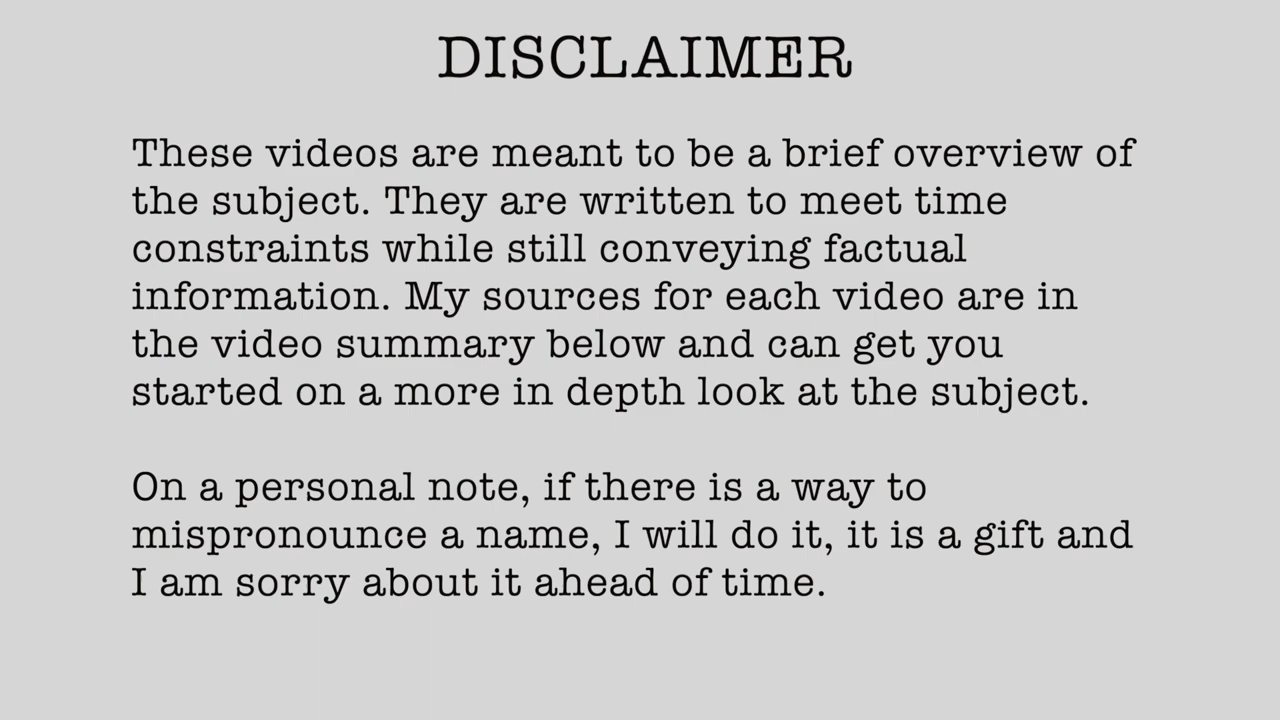 DISCLAIMER
These videos are meant to be a brief overview of
the subject. They are written to meet time
constraints while still conveying factual
information. My sources for each video are in
the video summary below and can get you
started on a more in depth look at the subject.
On a personal note, if there is a way to
mispronounce a name, I will do it, it is a gift and
I am sorry about it ahead of time.